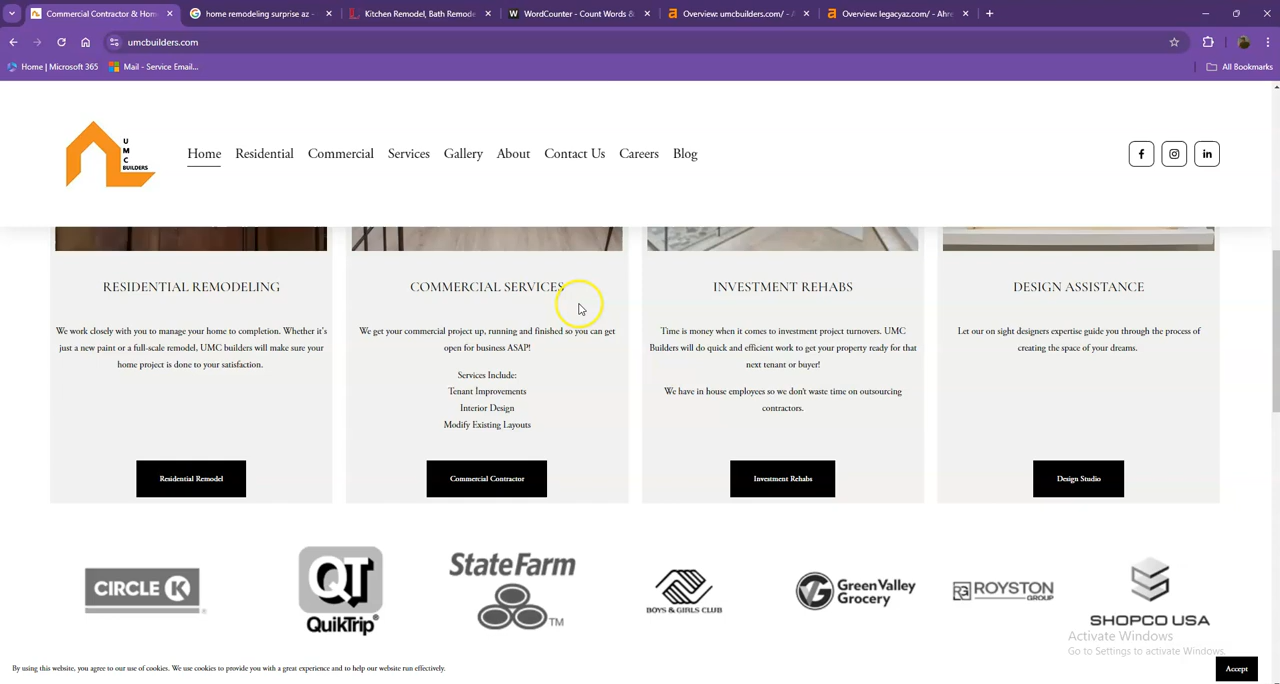 Commercial Contractor & Hom
home remodeling surprise az -
Kitchen Remodel, Bath Remode
WordCounter - Count Words &
Overview: umcbuilders.com/ - A
Overview: legacyaz.com/ - Ahre
umcbuilders.com
Home | Microsoft 365
Mail - Service Email...
All Bookmarks
UMC BUILDERS
Home
Residential
Commercial
Services
Gallery
About
Contact Us
Careers
Blog
RESIDENTIAL REMODELING
We work closely with you to manage your home to completion. Whether it's
just a new paint or a full-scale remodel, UMC builders will make sure your
home project is done to your satisfaction.
Residential Remodel
COMMERCIAL SERVICES
We get your commercial project up, running and finished so you can get
open for business ASAP!
Services Include:
Tenant Improvements
Interior Design
Modify Existing Layouts
Commercial Contractor
INVESTMENT REHABS
Time is money when it comes to investment project turnovers. UMC
Builders will do quick and efficient work to get your property ready for that
next tenant or buyer!
We have in house employees so we don't waste time on outsourcing
contractors.
Investment Rehabs
DESIGN ASSISTANCE
Let our on sight designers expertise guide you through the process of
creating the space of your dreams.
Design Studio
CIRCLE K
QT
QuikTrip
StateFarm
TM
BOYS & GIRLS CLUB
GreenValley
Grocery
ROYSTON
GROUP
SHOPCO USA
Activate Windows
Go to Settings to activate Windows.
By using this website, you agree to our use of cookies. We use cookies to provide you with a great experience and to help our website run effectively.
Accept